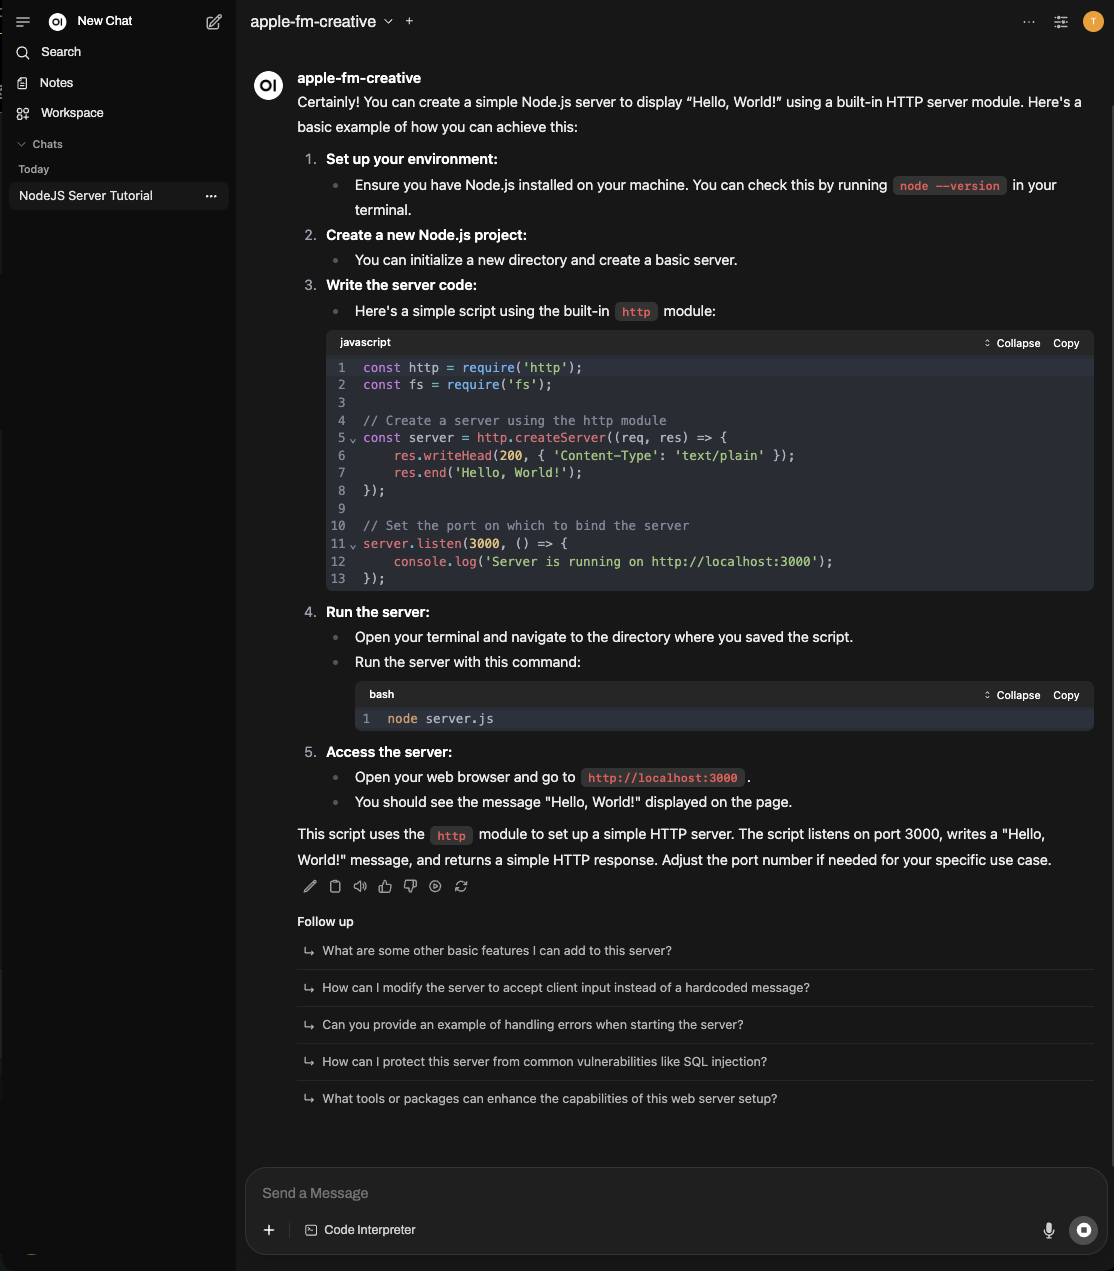 OI New Chat
Search
Notes
Workspace
Chats
Today
NodeJS Server Tutorial
apple-fm-creative
T
OI
apple-fm-creative
Certainly! You can create a simple Node.js server to display “Hello, World!” using a built-in HTTP server module. Here's a
basic example of how you can achieve this:
1. Set up your environment:
• Ensure you have Node.js installed on your machine. You can check this by running node --version in your
terminal.
2. Create a new Node.js project:
• You can initialize a new directory and create a basic server.
3. Write the server code:
• Here's a simple script using the built-in http module:
javascript Collapse Copy
1 const http = require('http');
2 const fs = require('fs');
3
4 // Create a server using the http module
5 const server = http.createServer((req, res) => {
6     res.writeHead(200, { 'Content-Type': 'text/plain' });
7     res.end('Hello, World!');
8 });
9
10 // Set the port on which to bind the server
11 server.listen(3000, () => {
12     console.log('Server is running on http://localhost:3000');
13 });
4. Run the server:
• Open your terminal and navigate to the directory where you saved the script.
• Run the server with this command:
bash Collapse Copy
1 node server.js
5. Access the server:
• Open your web browser and go to http://localhost:3000 .
• You should see the message "Hello, World!" displayed on the page.
This script uses the http module to set up a simple HTTP server. The script listens on port 3000, writes a "Hello,
World!" message, and returns a simple HTTP response. Adjust the port number if needed for your specific use case.
Follow up
What are some other basic features I can add to this server?
How can I modify the server to accept client input instead of a hardcoded message?
Can you provide an example of handling errors when starting the server?
How can I protect this server from common vulnerabilities like SQL injection?
What tools or packages can enhance the capabilities of this web server setup?
Send a Message
Code Interpreter